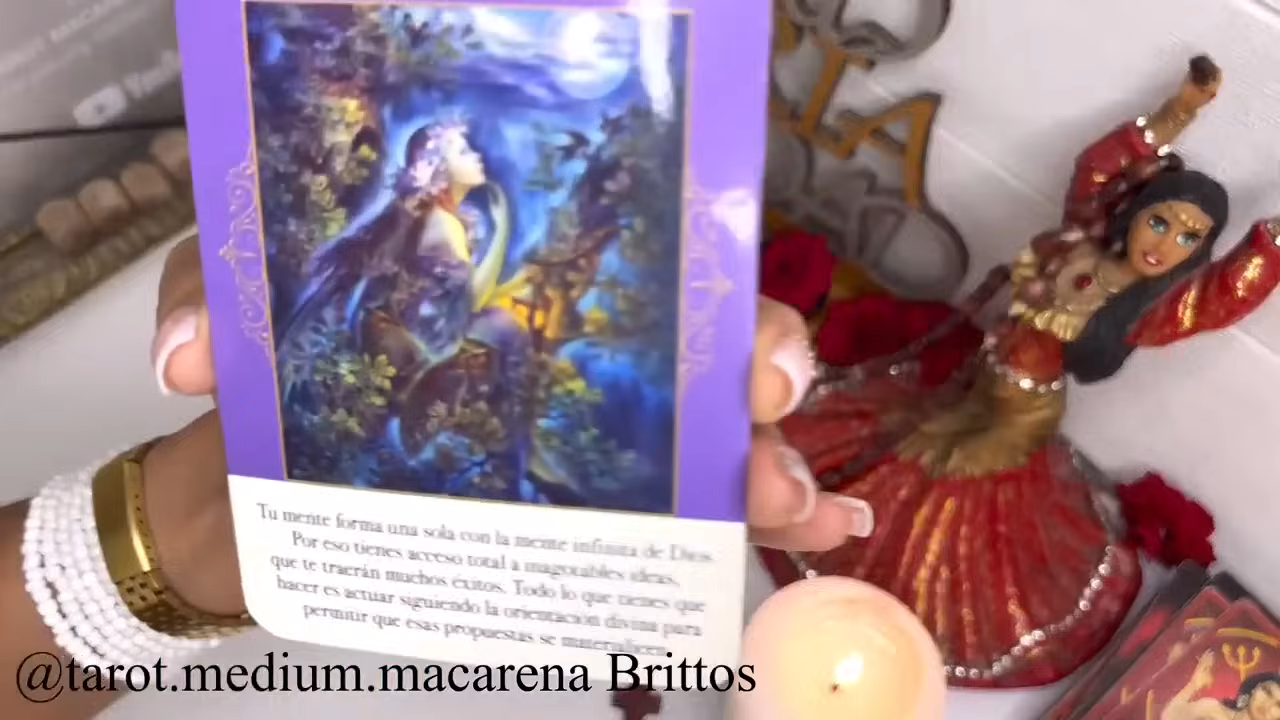 YouTube
Tu mente forma una sola con la mente infinita de Dios.
Por eso tienes acceso total a inagotables ideas,
que te traerán muchos éxitos. Todo lo que tienes que
hacer es actuar siguiendo la orientación divina para
permitir que esas propuestas se materialicen.
@tarot.medium.macarena Brittos